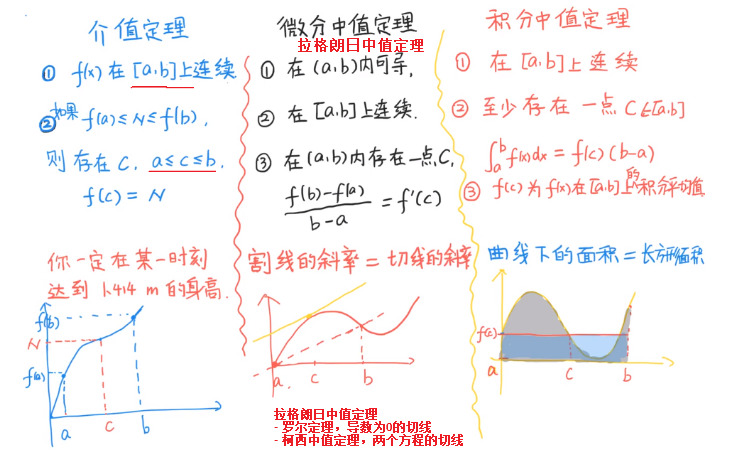 介值定理
① f(x) 在 [a,b] 上连续
② 如果 f(a) ≤ N ≤ f(b),
则存在 C, a ≤ c ≤ b.
f(c) = N
你一定在某一时刻
达到 1.414 m 的身高.
f(b)
N
f(a)
a
c
b
微分中值定理
拉格朗日中值定理
① 在 (a,b) 内可导,
② 在 [a,b] 上连续.
③ 在 (a,b) 内存在一点 C,
f(b)-f(a)
b-a
= f'(c)
割线的斜率 = 切线的斜率
a.
c
b
拉格朗日中值定理
- 罗尔定理,导数为0的切线
- 柯西中值定理,两个方程的切线
积分中值定理
① 在 [a,b] 上连续
② 至少存在一点 C∈[a,b]
∫ₐᵇ f(x)dx = f(c)(b-a)
③ f(c) 为 f(x) 在 [a,b] 上的积分平均值
曲线下的面积 = 长方形面积
f(c)
a
c
b